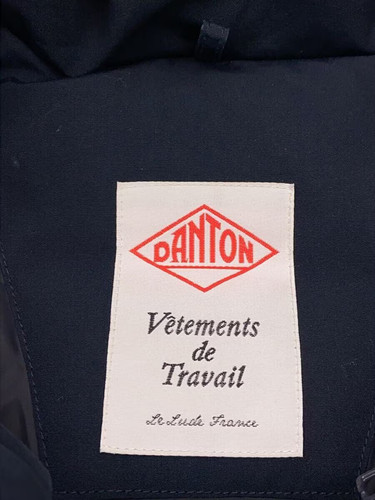 DANTON
Vêtements
de
Travail
Le Lude France